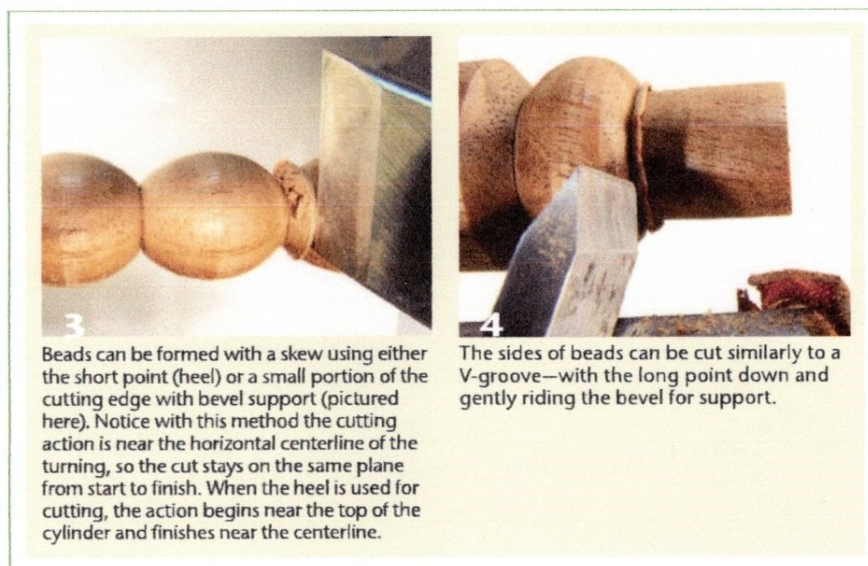 3
Beads can be formed with a skew using either
the short point (heel) or a small portion of the
cutting edge with bevel support (pictured
here). Notice with this method the cutting
action is near the horizontal centerline of the
turning, so the cut stays on the same plane
from start to finish. When the heel is used for
cutting, the action begins near the top of the
cylinder and finishes near the centerline.
4
The sides of beads can be cut similarly to a
V-groove—with the long point down and
gently riding the bevel for support.